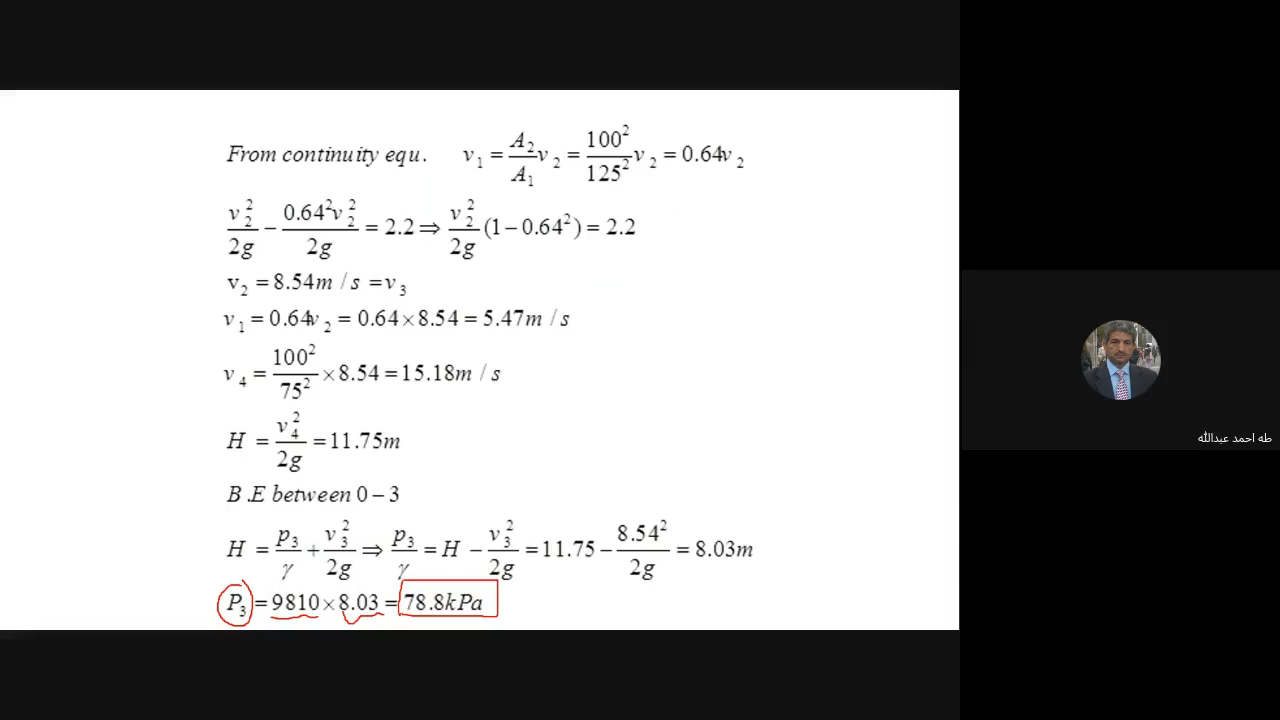 From continuity equ. v₁ = A₂/A₁ v₂ = 100²/125² v₂ = 0.64v₂
v₂²/2g − 0.64²v₂²/2g = 2.2 ⇒ v₂²/2g (1 − 0.64²) = 2.2
v₂ = 8.54m / s = v₃
v₁ = 0.64v₂ = 0.64 × 8.54 = 5.47m / s
v₄ = 100²/75² × 8.54 = 15.18m / s
H = v₄²/2g = 11.75m
B.E between 0 − 3
H = p₃/γ + v₃²/2g ⇒ p₃/γ = H − v₃²/2g = 11.75 − 8.54²/2g = 8.03m
P₃ = 9810 × 8.03 = 78.8kPa
طه احمد عبدالله